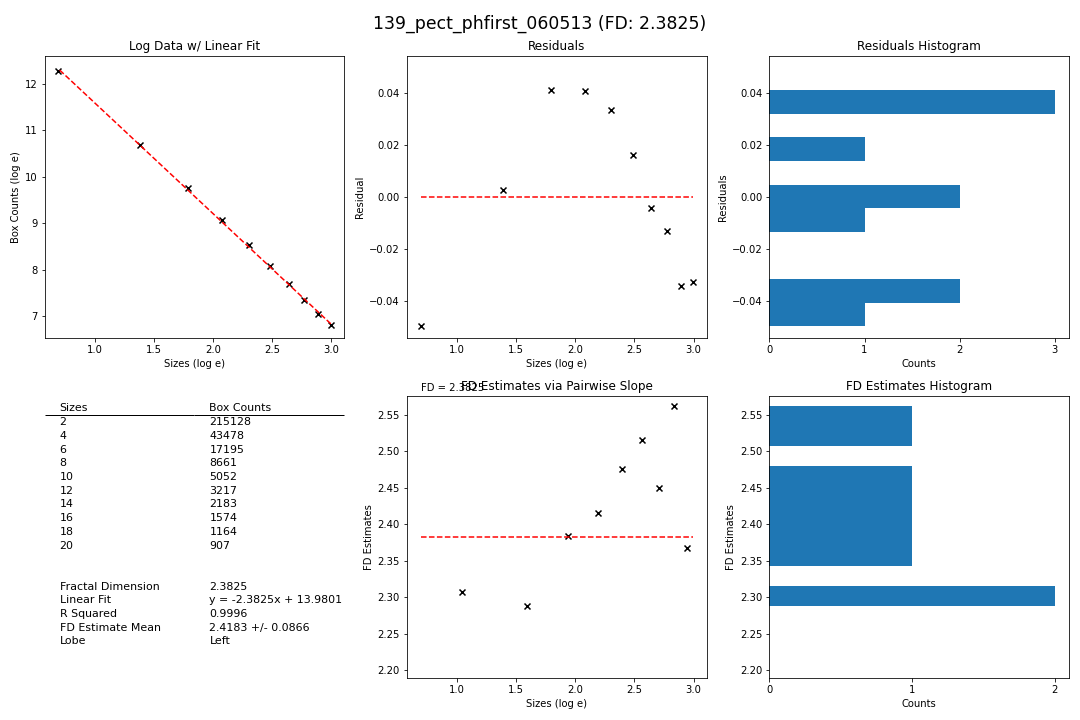 139_pect_phfirst_060513 (FD: 2.3825)
Log Data w/ Linear Fit
12
11
10
9
8
7
Box Counts (log e)
1.0 1.5 2.0 2.5 3.0
Sizes (log e)
Residuals
0.04
0.02
0.00
−0.02
−0.04
Residual
1.0 1.5 2.0 2.5 3.0
Sizes (log e)
Residuals Histogram
0.04
0.02
0.00
−0.02
−0.04
Residuals
0 1 2 3
Counts
Sizes Box Counts
2 215128
4 43478
6 17195
8 8661
10 5052
12 3217
14 2183
16 1574
18 1164
20 907
Fractal Dimension 2.3825
Linear Fit y = -2.3825x + 13.9801
R Squared 0.9996
FD Estimate Mean 2.4183 +/- 0.0866
Lobe Left
FD = 2.3825
FD Estimates via Pairwise Slope
2.55
2.50
2.45
2.40
2.35
2.30
2.25
2.20
FD Estimates
1.0 1.5 2.0 2.5 3.0
Sizes (log e)
FD Estimates Histogram
2.55
2.50
2.45
2.40
2.35
2.30
2.25
2.20
FD Estimates
0 1 2
Counts